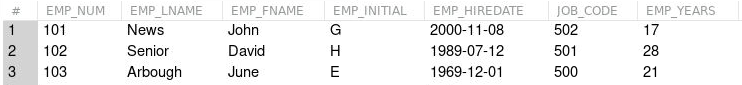 # EMP_NUM EMP_LNAME EMP_FNAME EMP_INITIAL EMP_HIREDATE JOB_CODE EMP_YEARS
1 101 News John G 2000-11-08 502 17
2 102 Senior David H 1989-07-12 501 28
3 103 Arbough June E 1969-12-01 500 21